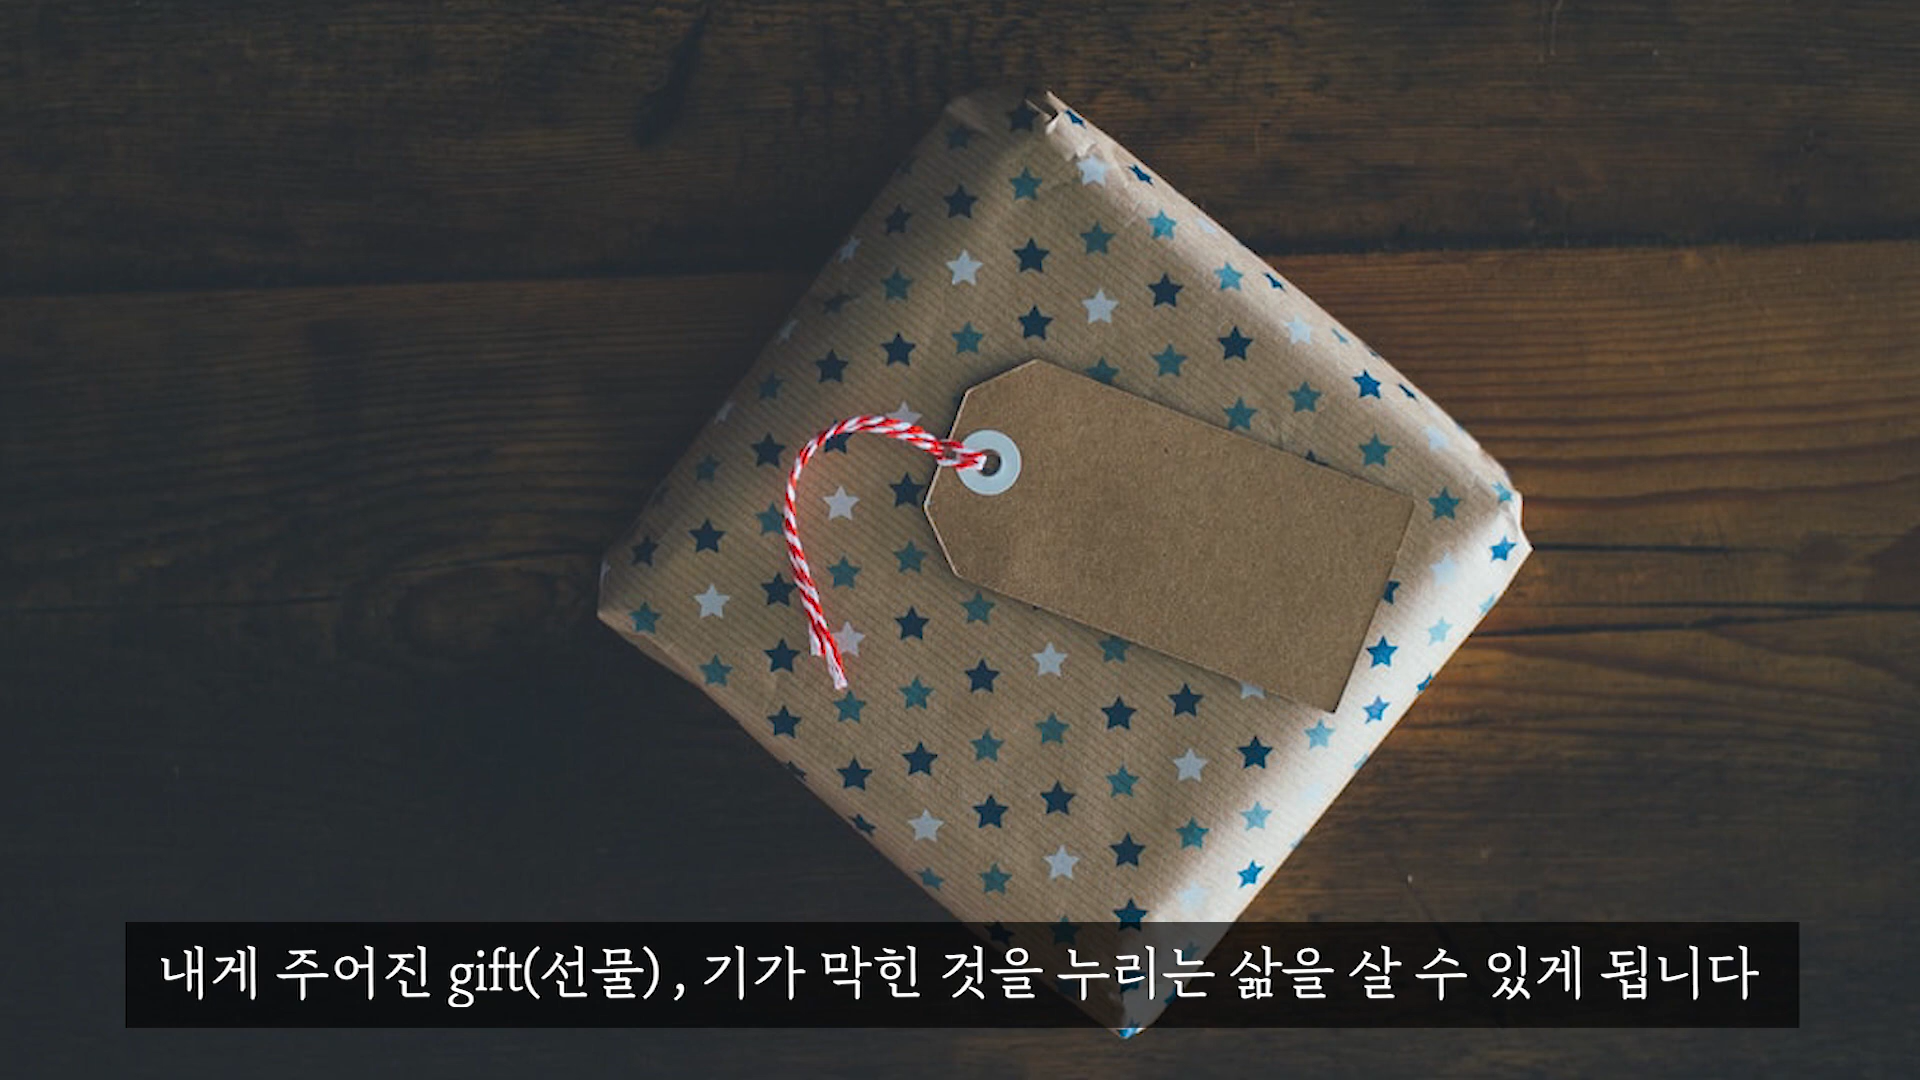 내게 주어진 gift(선물) , 기가 막힌 것을 누리는 삶을 살 수 있게 됩니다